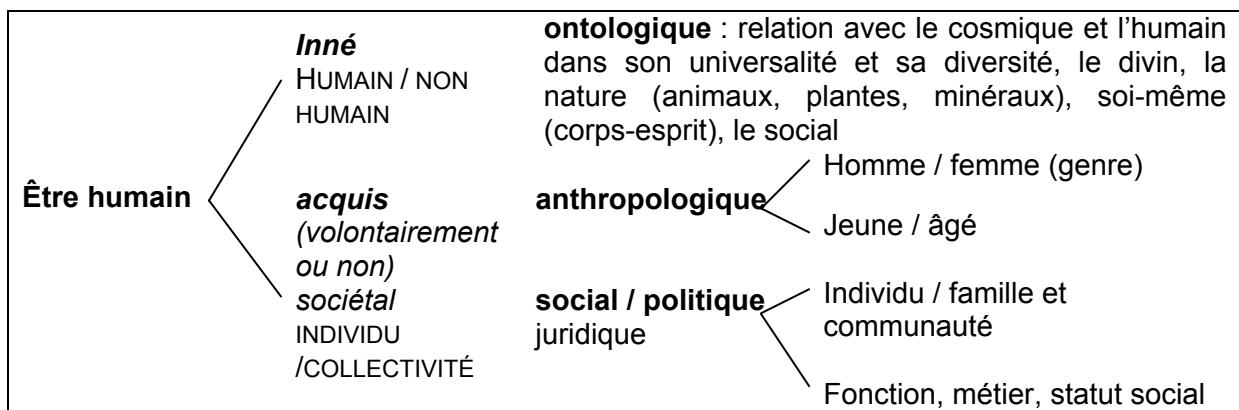 Inné
HUMAIN / NON
HUMAIN
ontologique : relation avec le cosmique et l’humain
dans son universalité et sa diversité, le divin, la
nature (animaux, plantes, minéraux), soi-même
(corps-esprit), le social
Être humain
acquis
(volontairement
ou non)
sociétal
INDIVIDU
/COLLECTIVITÉ
anthropologique
Homme / femme (genre)
Jeune / âgé
social / politique
juridique
Individu / famille et
communauté
Fonction, métier, statut social